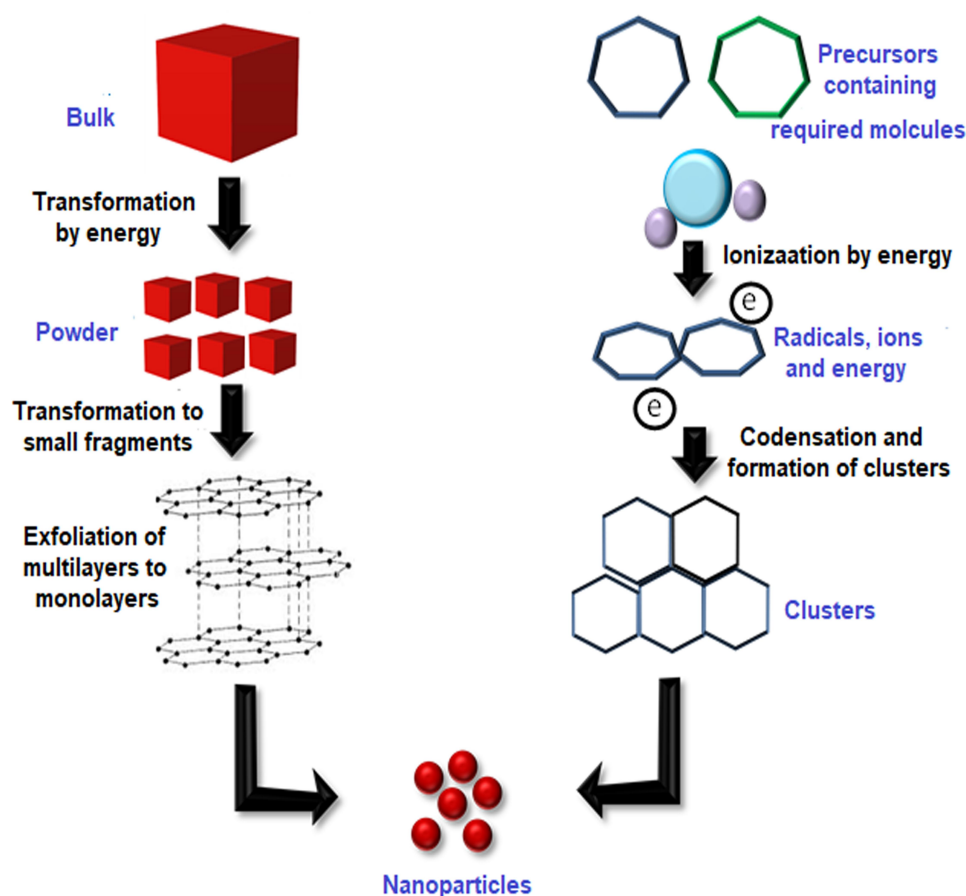 Bulk
Transformation
by energy
Powder
Transformation to
small fragments
Exfoliation of
multilayers to
monolayers
Precursors
containing
required molcules
Ionizaation by energy
e
Radicals, ions
and energy
e
Codensation and
formation of clusters
Clusters
Nanoparticles